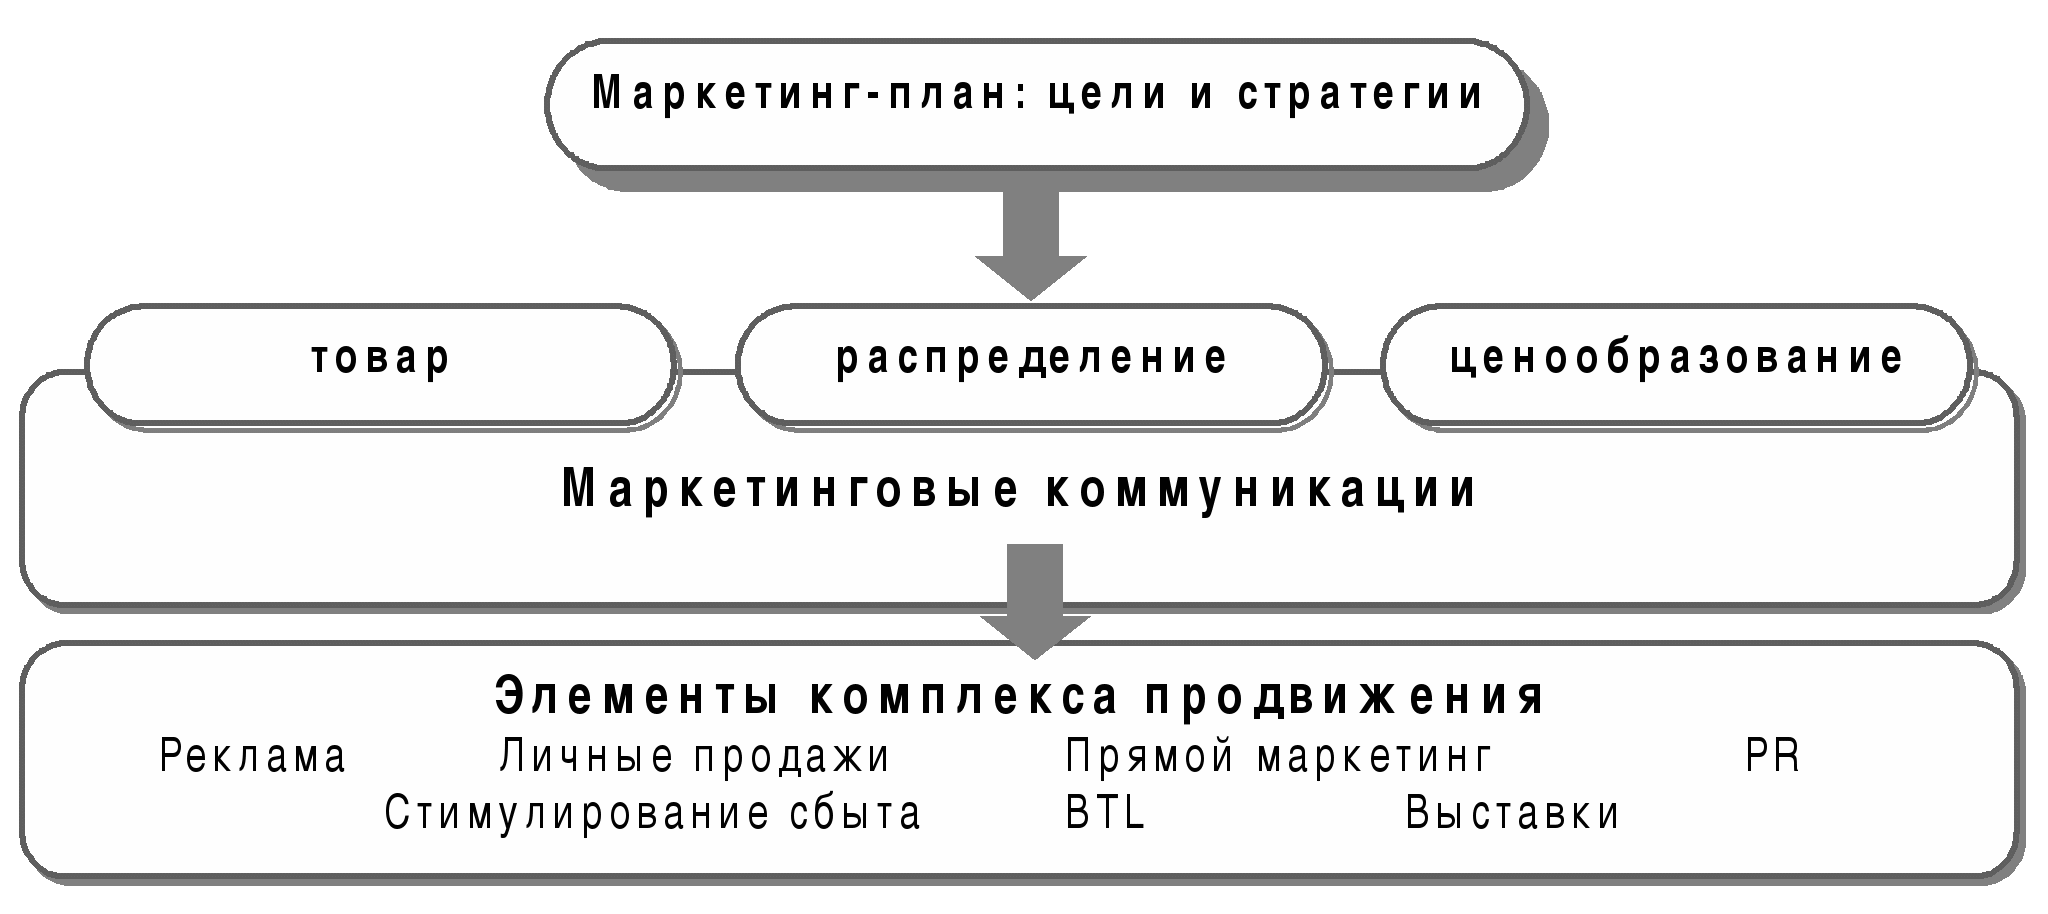 Маркетинг-план: цели и стратегии
товар распределение ценообразование
Маркетинговые коммуникации
Элементы комплекса продвижения
Реклама Личные продажи Прямой маркетинг PR
Стимулирование сбыта BTL Выставки